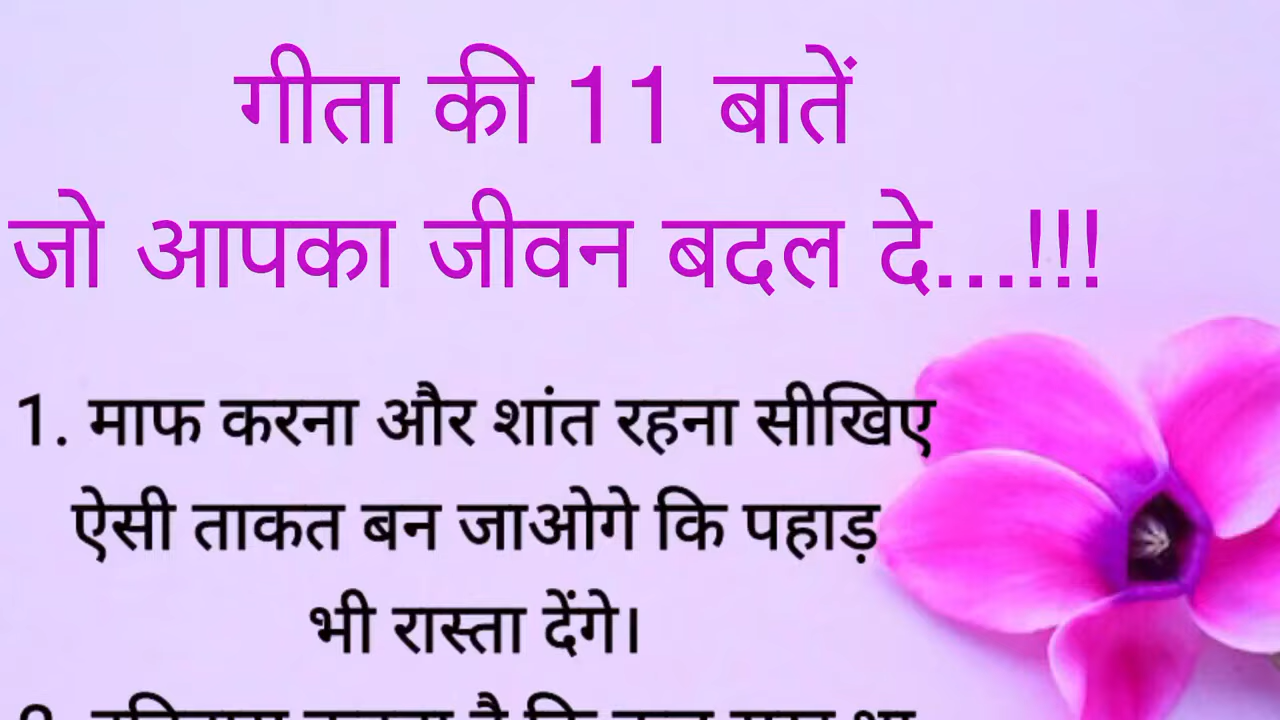 गीता की 11 बातें
जो आपका जीवन बदल दे...!!!
1. माफ करना और शांत रहना सीखिए
ऐसी ताकत बन जाओगे कि पहाड़
भी रास्ता देंगे।